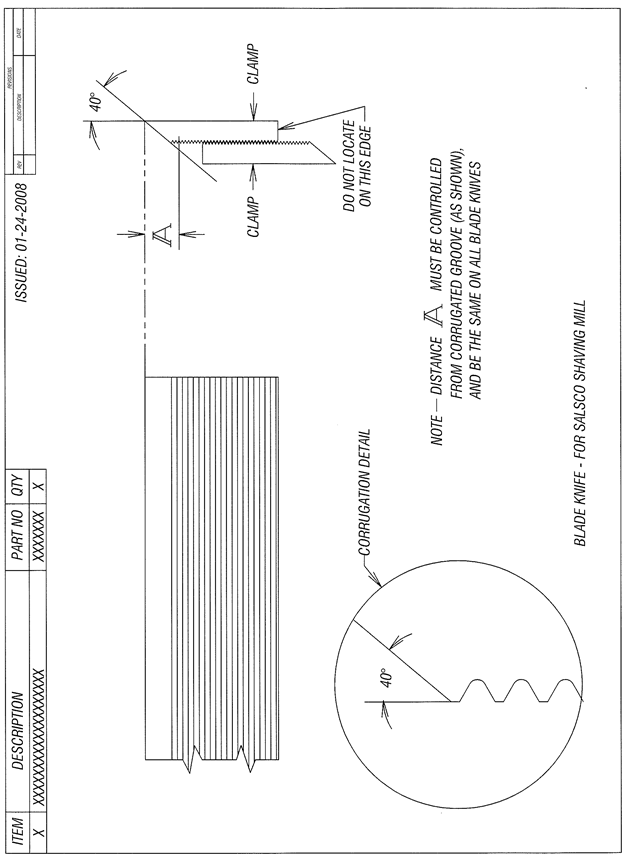 ITEM DESCRIPTION PART NO QTY
X XXXXXXXXXXXXXXXXXXXX XXXXXXX X
ISSUED: 01-24-2008
REVISIONS
REV DESCRIPTION DATE
40°
CLAMP
A
CLAMP
DO NOT LOCATE
ON THIS EDGE
CORRUGATION DETAIL
40°
NOTE — DISTANCE A MUST BE CONTROLLED
FROM CORRUGATED GROOVE (AS SHOWN),
AND BE THE SAME ON ALL BLADE KNIVES
BLADE KNIFE - FOR SALSCO SHAVING MILL